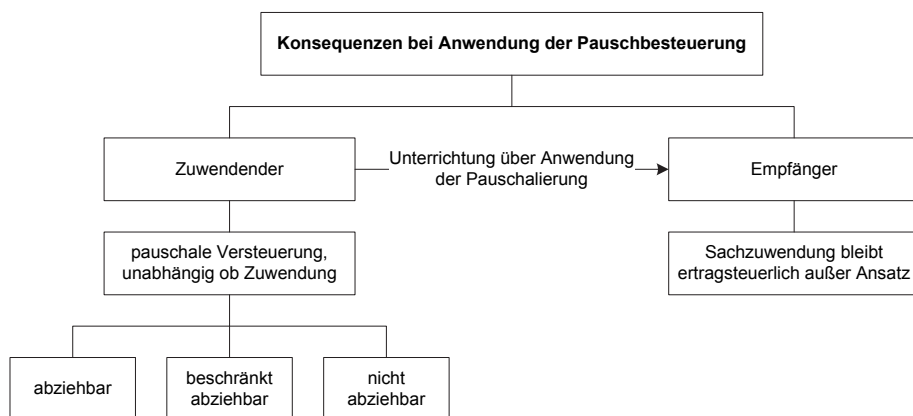 Konsequenzen bei Anwendung der Pauschbesteuerung
Zuwendender
Unterrichtung über Anwendung
der Pauschalierung
Empfänger
pauschale Versteuerung,
unabhängig ob Zuwendung
Sachzuwendung bleibt
ertragsteuerlich außer Ansatz
abziehbar
beschränkt
abziehbar
nicht
abziehbar